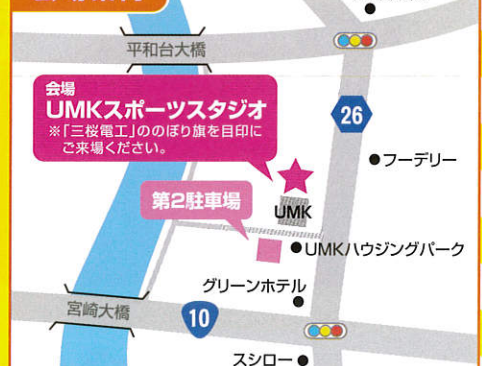 平和台大橋
会場
UMKスポーツスタジオ
※「三桜電工」ののぼり旗を目印に
ご来場ください。
26
フーデリー
第2駐車場
UMK
UMKハウジングパーク
グリーンホテル
宮崎大橋
10
スシロー